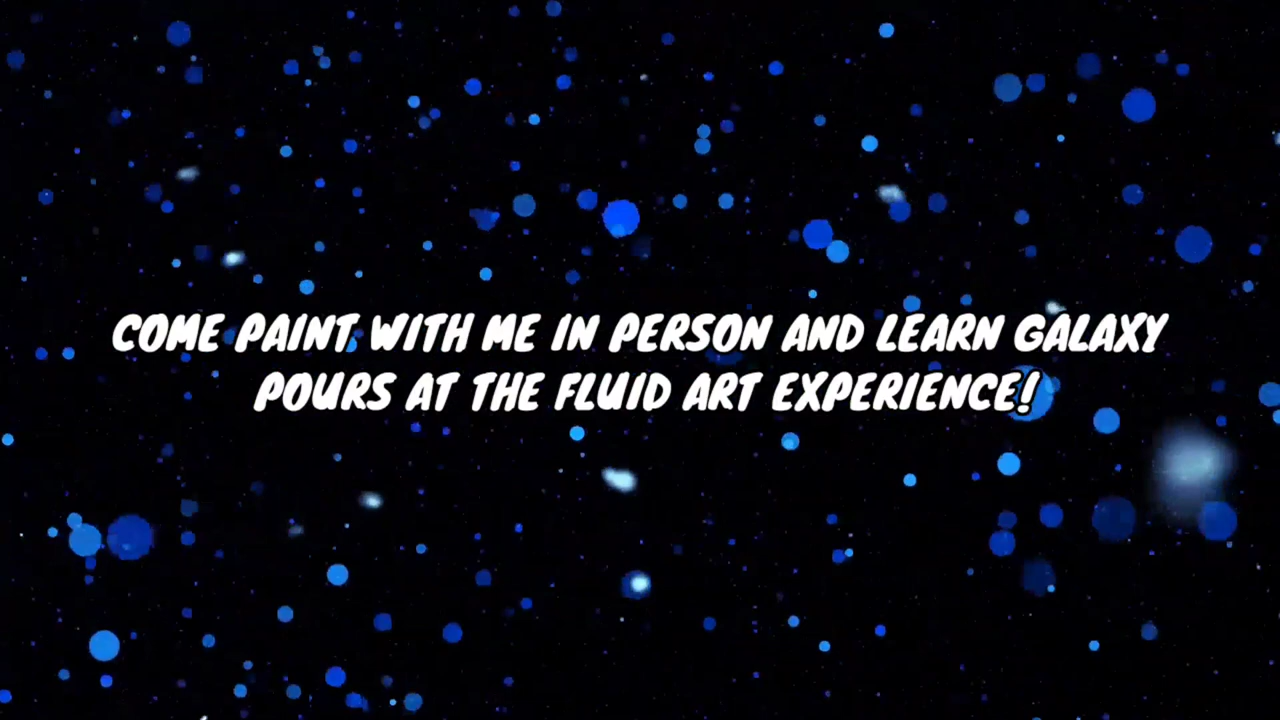 COME PAINT WITH ME IN PERSON AND LEARN GALAXY
POURS AT THE FLUID ART EXPERIENCE!